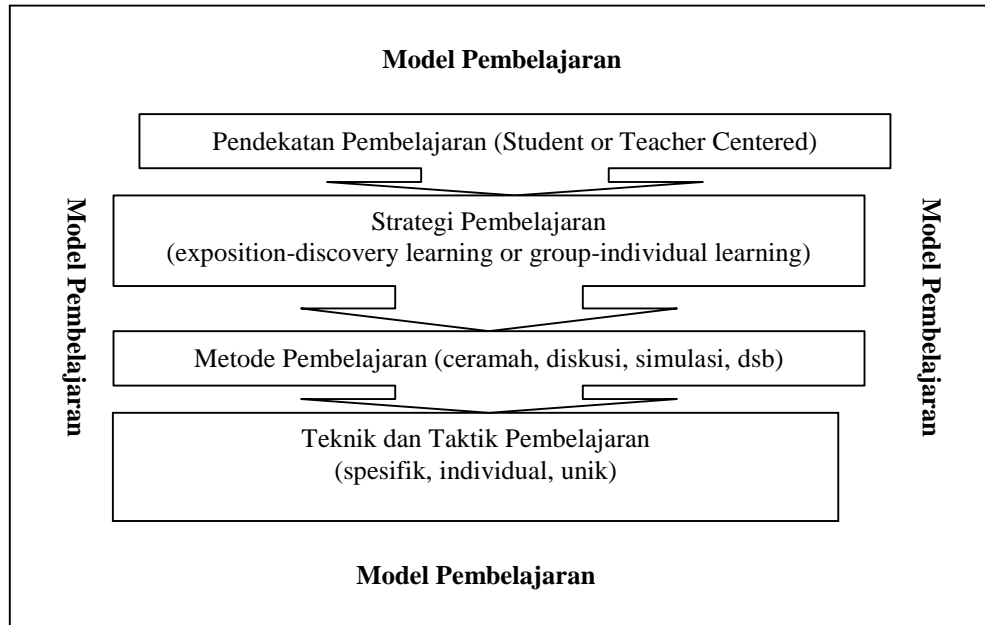 Model Pembelajaran
Pendekatan Pembelajaran (Student or Teacher Centered)
Model Pembelajaran
Strategi Pembelajaran
(exposition-discovery learning or group-individual learning)
Model Pembelajaran
Metode Pembelajaran (ceramah, diskusi, simulasi, dsb)
Teknik dan Taktik Pembelajaran
(spesifik, individual, unik)
Model Pembelajaran